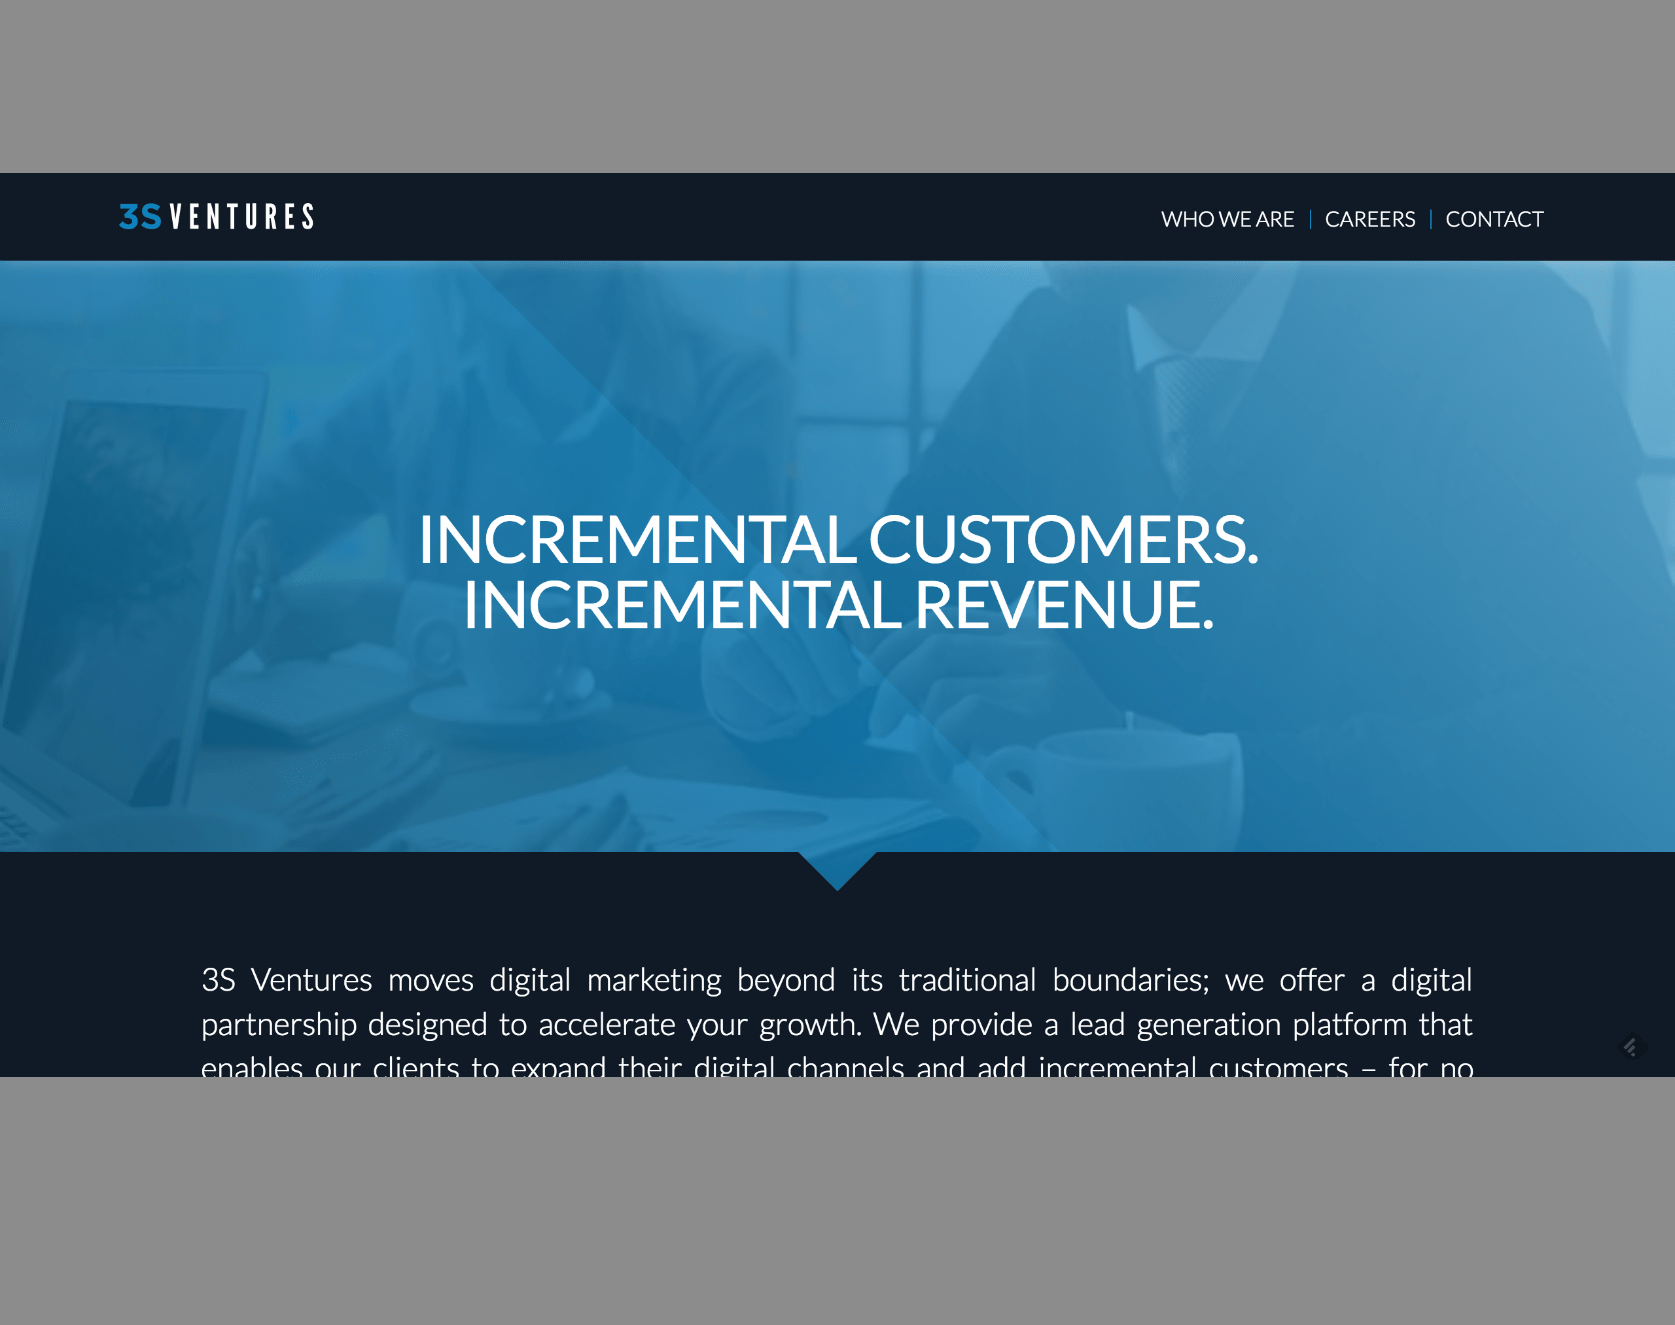 3S VENTURES
WHO WE ARE | CAREERS | CONTACT
INCREMENTAL CUSTOMERS.
INCREMENTAL REVENUE.
3S Ventures moves digital marketing beyond its traditional boundaries; we offer a digital
partnership designed to accelerate your growth. We provide a lead generation platform that
enables our clients to expand their digital channels and add incremental customers – for no